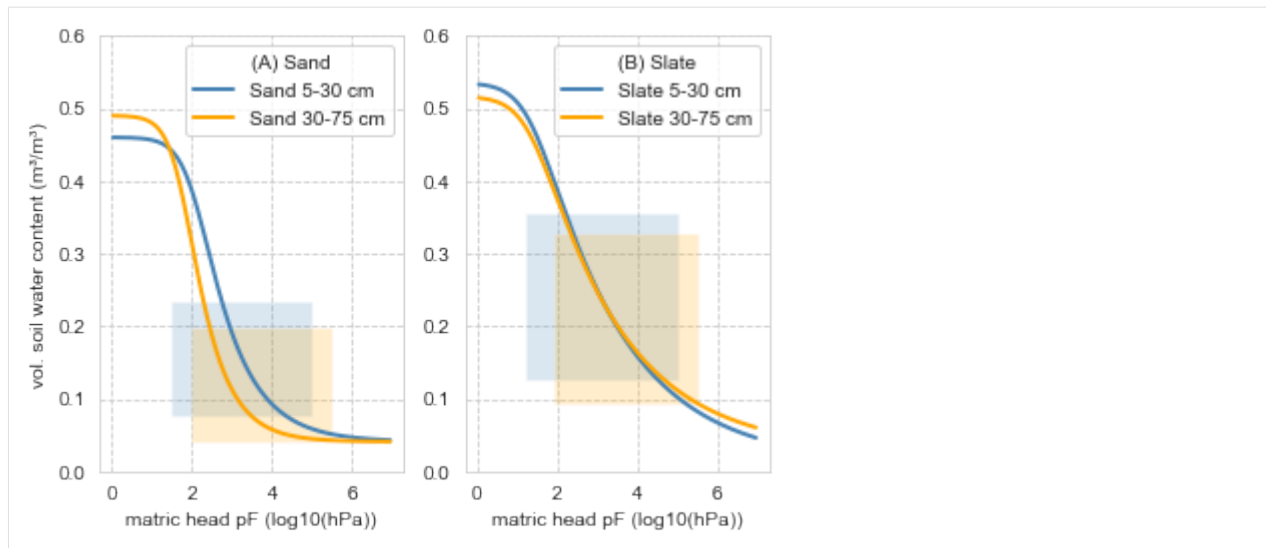 (A) Sand
Sand 5-30 cm
Sand 30-75 cm
vol. soil water content (m³/m³)
0.6
0.5
0.4
0.3
0.2
0.1
0.0
0 2 4 6
matric head pF (log10(hPa))
(B) Slate
Slate 5-30 cm
Slate 30-75 cm
0.6
0.5
0.4
0.3
0.2
0.1
0.0
0 2 4 6
matric head pF (log10(hPa))